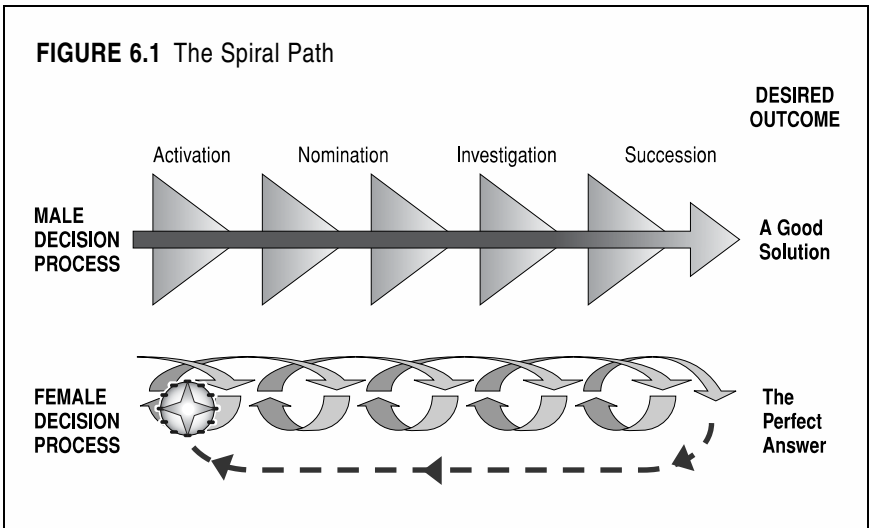 FIGURE 6.1 The Spiral Path
DESIRED
OUTCOME
Activation Nomination Investigation Succession
MALE
DECISION
PROCESS
A Good
Solution
FEMALE
DECISION
PROCESS
The
Perfect
Answer